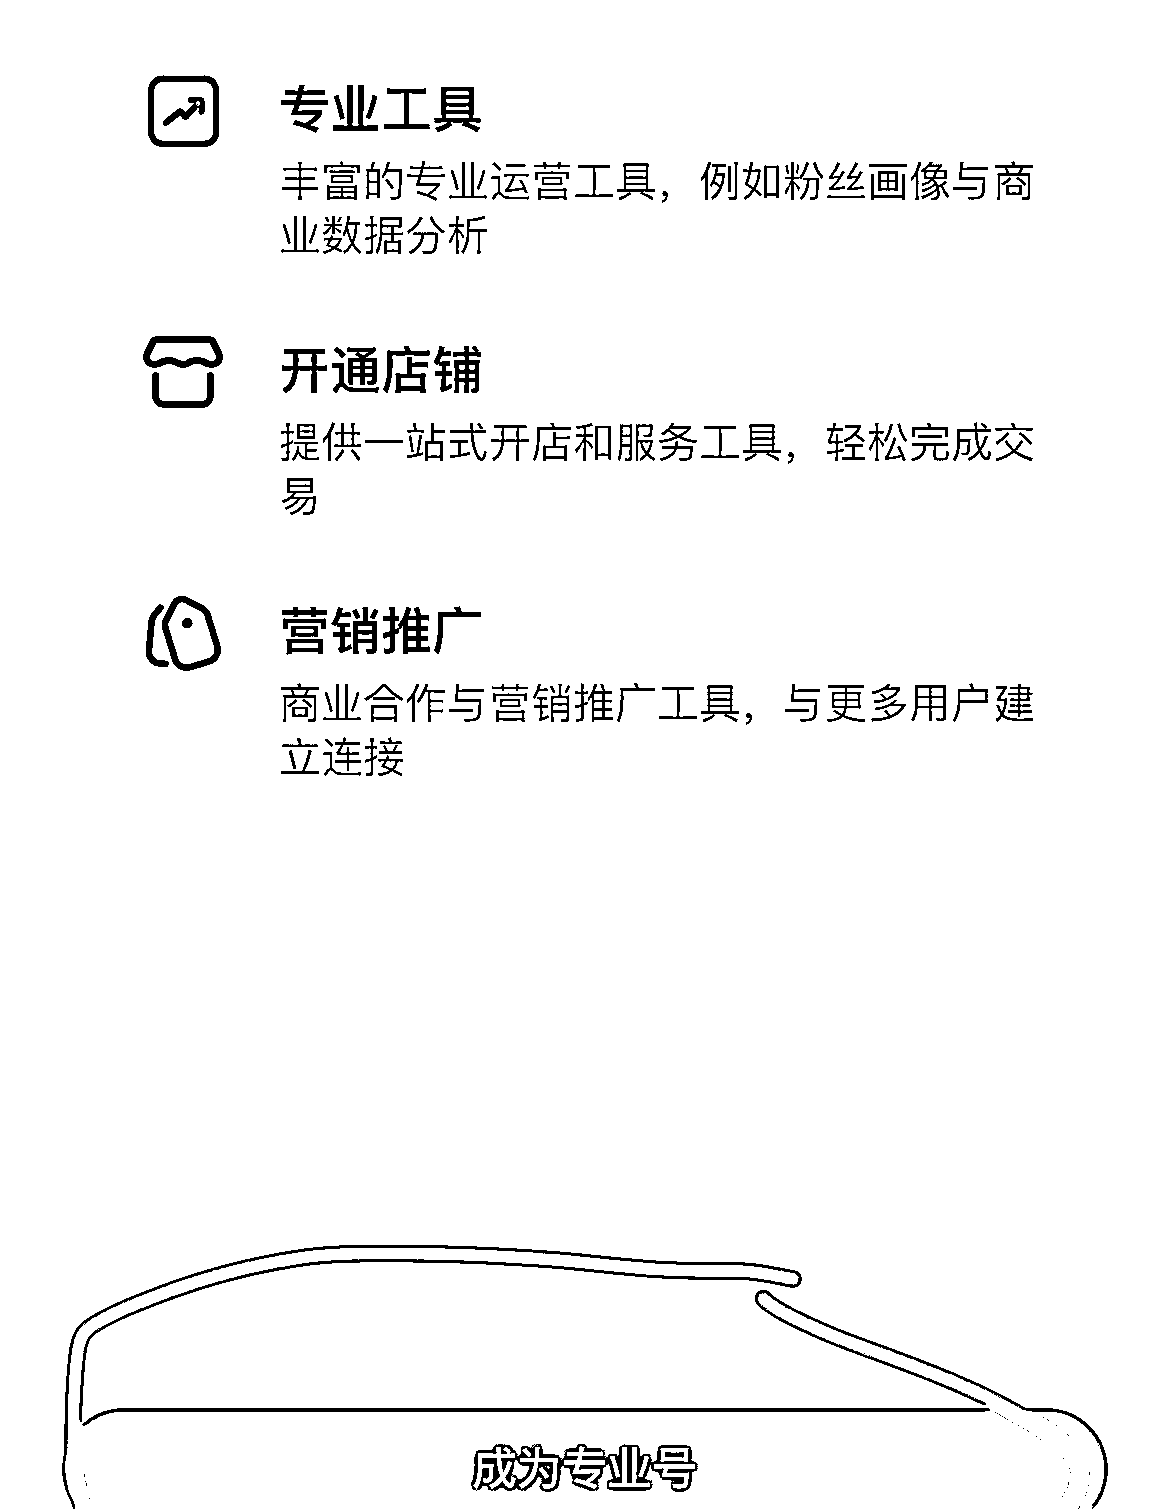 专业工具
丰富的专业运营工具，例如粉丝画像与商
业数据分析
开通店铺
提供一站式开店和服务工具，轻松完成交
易
营销推广
商业合作与营销推广工具，与更多用户建
立连接
成为专业号